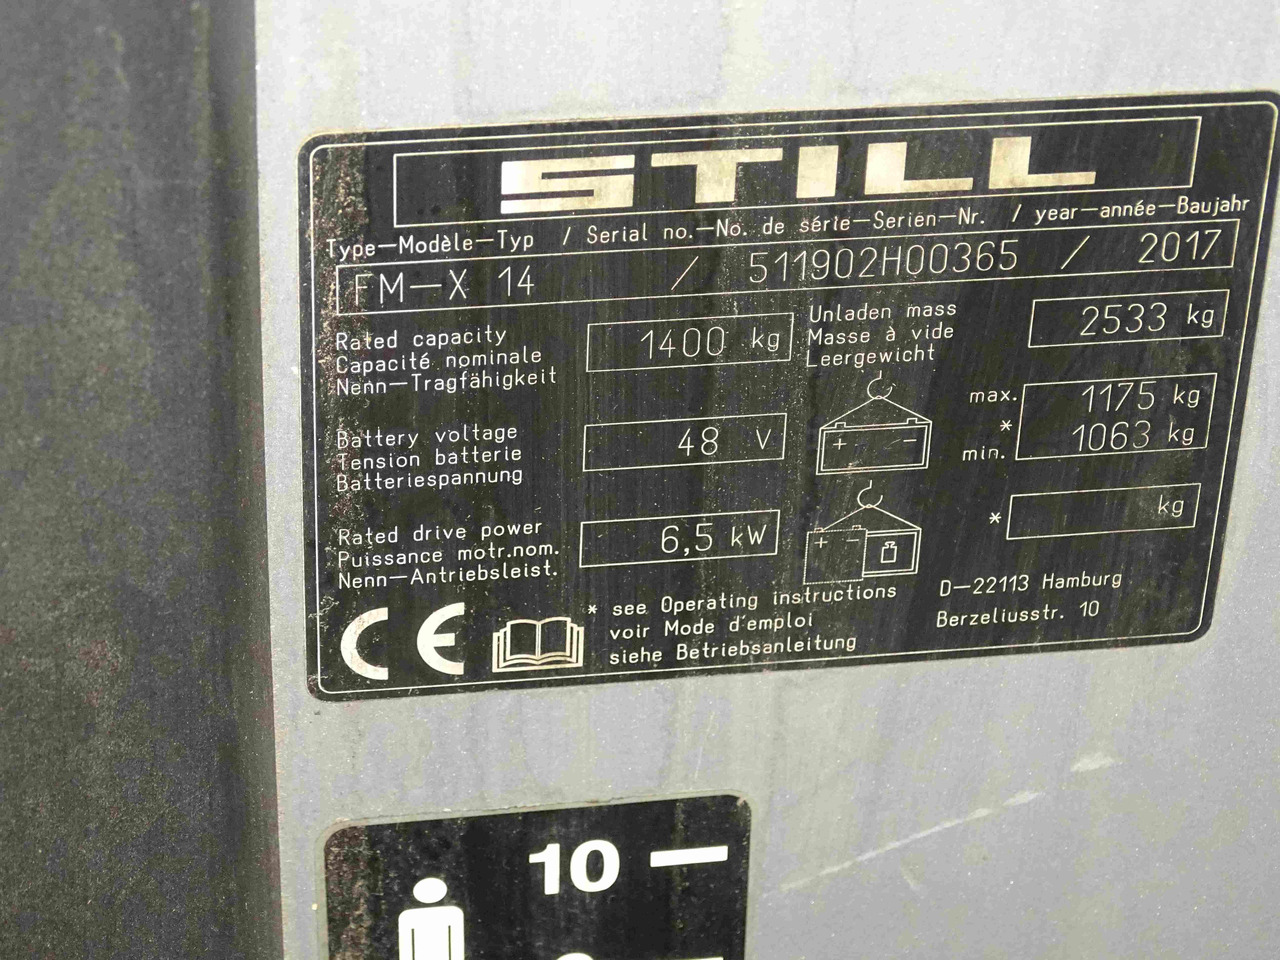 STILL
Type—Modèle—Typ / Serial no.—No. de série—Serien—Nr. / year—année—Baujahr
FM—X 14 / 511902H00365 / 2017
Rated capacity
Capacité nominale
Nenn—Tragfähigkeit
1400 kg
Unladen mass
Masse à vide
Leergewicht
2533 kg
Battery voltage
Tension batterie
Batteriespannung
48 V
+ −
max. 1175 kg
*
min. 1063 kg
Rated drive power
Puissance motr.nom.
Nenn—Antriebsleist.
6,5 kW
+ −
* kg
CE
* see Operating instructions
voir Mode d'emploi
siehe Betriebsanleitung
D—22113 Hamburg
Berzeliusstr. 10
10